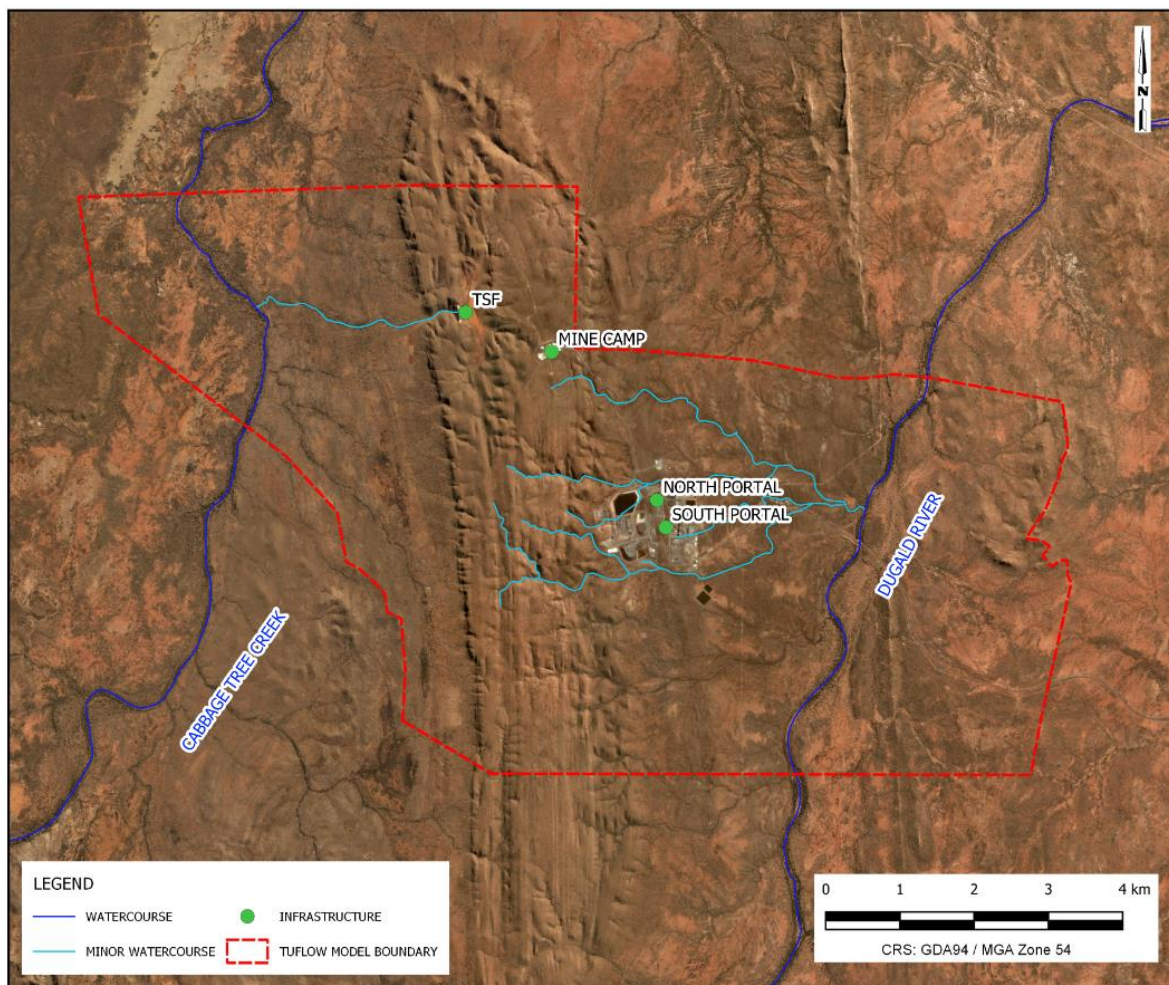 N
TSF
MINE CAMP
NORTH PORTAL
SOUTH PORTAL
DUGALD RIVER
CABBAGE TREE CREEK
LEGEND
WATERCOURSE
INFRASTRUCTURE
MINOR WATERCOURSE
TUFLOW MODEL BOUNDARY
0 1 2 3 4 km
CRS: GDA94 / MGA Zone 54